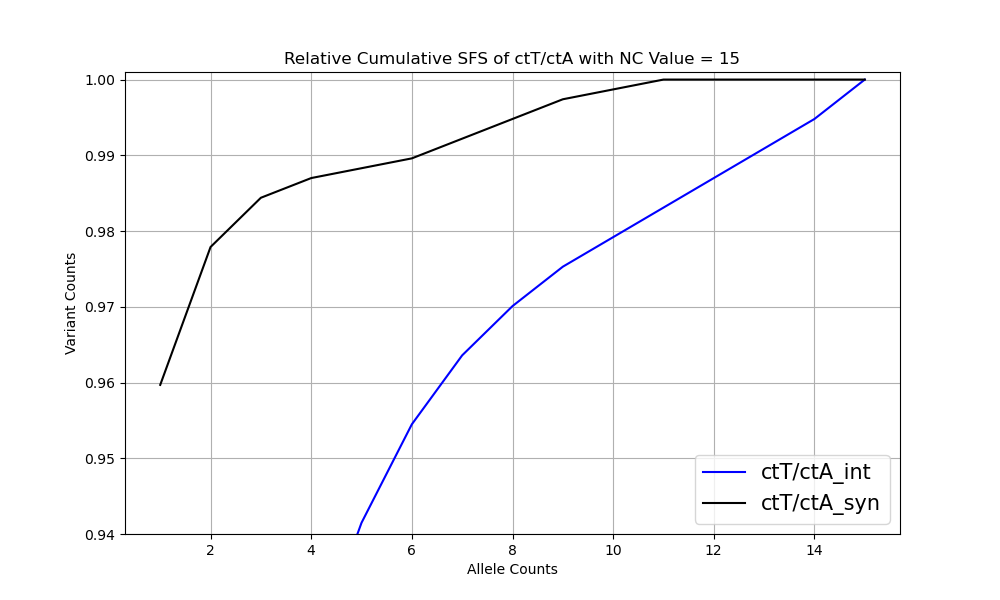 Relative Cumulative SFS of ctT/ctA with NC Value = 15
1.00
0.99
0.98
0.97
0.96
0.95
0.94
Variant Counts
2 4 6 8 10 12 14
Allele Counts
ctT/ctA_int
ctT/ctA_syn